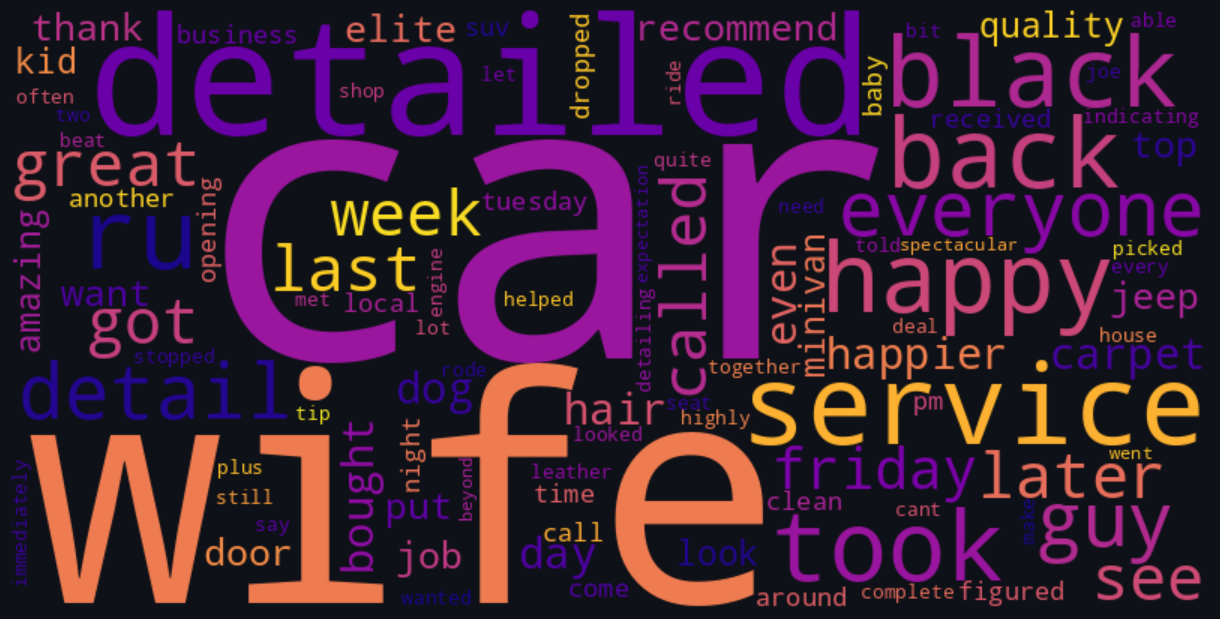 thank
business
elite
suv
dropped
recommend
bit
quality
able
kid
detailed
let
ride
baby
black
joe
often
shop
two
received
indicating
beat
car
quite
back
top
great
another
opening
week
tuesday
detailing expectation
called
need
everyone
amazing
ru
last
engine
told
spectacular
picked
every
want
met
local
helped
even
minivan
happy
jeep
got
lot
deal
house
stopped
together
happier
carpet
detail
rode
dog
tip
hair
seat
highly
service
pm
looked
wife
plus
night
beyond
leather
friday
later
went
immediately
still
bought
put
time
clean
cant
make
guy
say
call
door
job
day
look
took
see
wanted
come
around
complete
figured